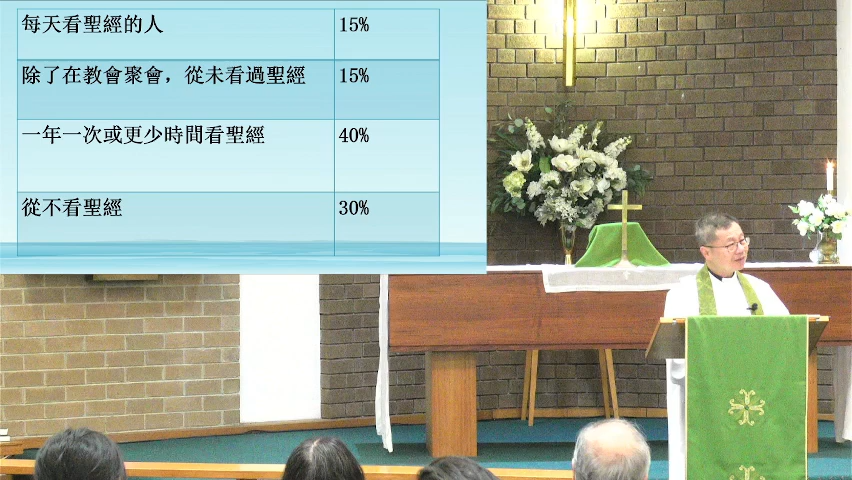 每天看聖經的人 15%
除了在教會聚會，從未看過聖經 15%
一年一次或更少時間看聖經 40%
從不看聖經 30%